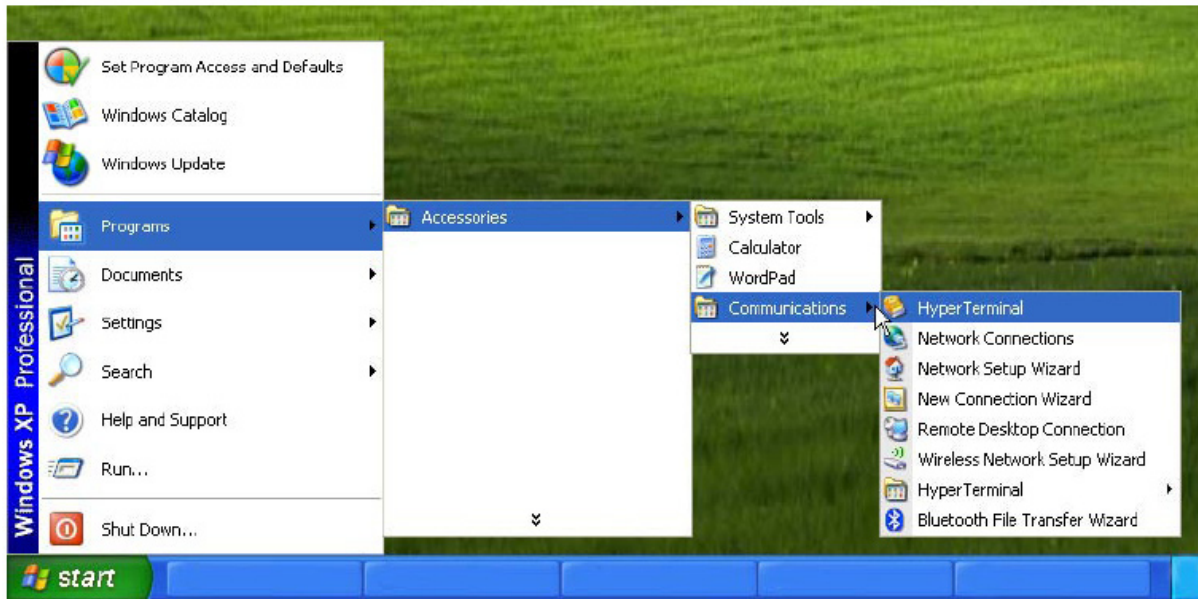 Set Program Access and Defaults
Windows Catalog
Windows Update
Programs
Documents
Settings
Search
Help and Support
Run...
Shut Down...
Windows XP Professional
Accessories
System Tools
Calculator
WordPad
Communications
HyperTerminal
Network Connections
Network Setup Wizard
New Connection Wizard
Remote Desktop Connection
Wireless Network Setup Wizard
HyperTerminal
Bluetooth File Transfer Wizard
start